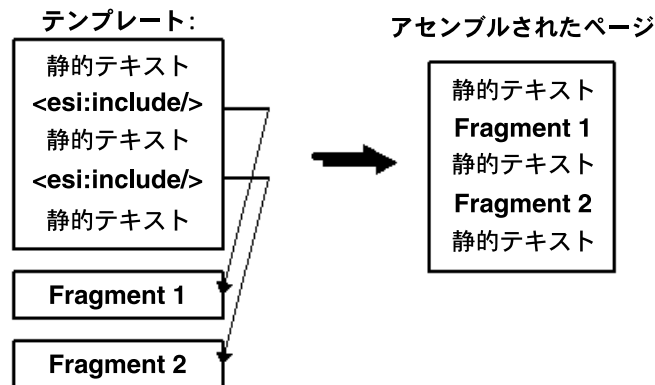 テンプレート:
静的テキスト
<esi:include/>
静的テキスト
<esi:include/>
静的テキスト
Fragment 1
Fragment 2
アセンブルされたページ
静的テキスト
Fragment 1
静的テキスト
Fragment 2
静的テキスト